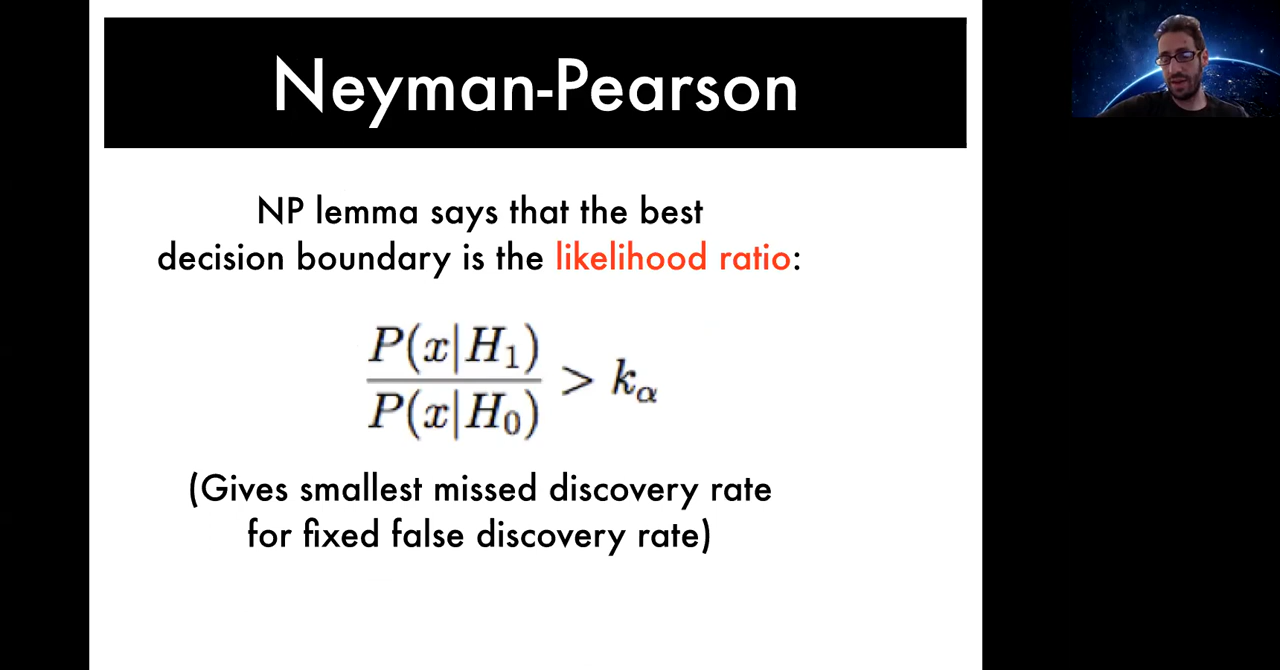 Neyman-Pearson
NP lemma says that the best
decision boundary is the likelihood ratio:
P(x|H₁)
P(x|H₀)
> kα
(Gives smallest missed discovery rate
for fixed false discovery rate)